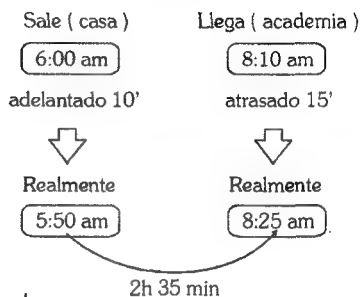 Sale ( casa ) Llega ( academia )
6:00 am 8:10 am
adelantado 10' atrasado 15'
Realmente Realmente
5:50 am 8:25 am
2h 35 min